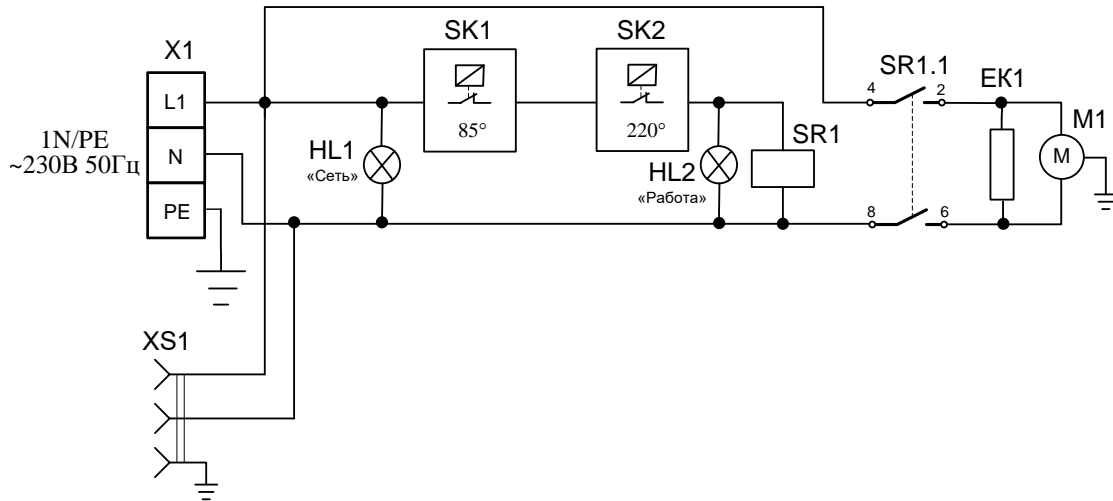 SK1
SK2
X1
SR1.1
EK1
L1
4
2
M1
1N/PE
~230В 50Гц
N
85°
220°
SR1
HL1
«Сеть»
HL2
«Работа»
M
PE
8
6
XS1